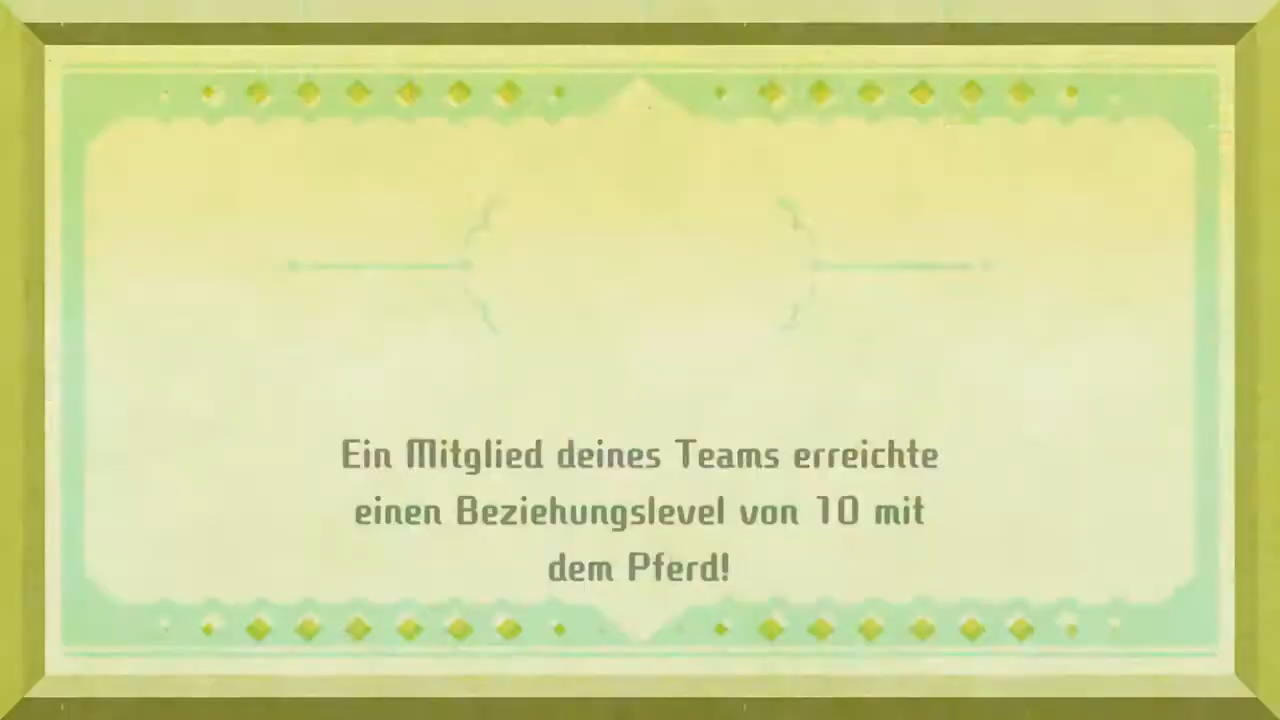 Ein Mitglied deines Teams erreichte
einen Beziehungslevel von 10 mit
dem Pferd!